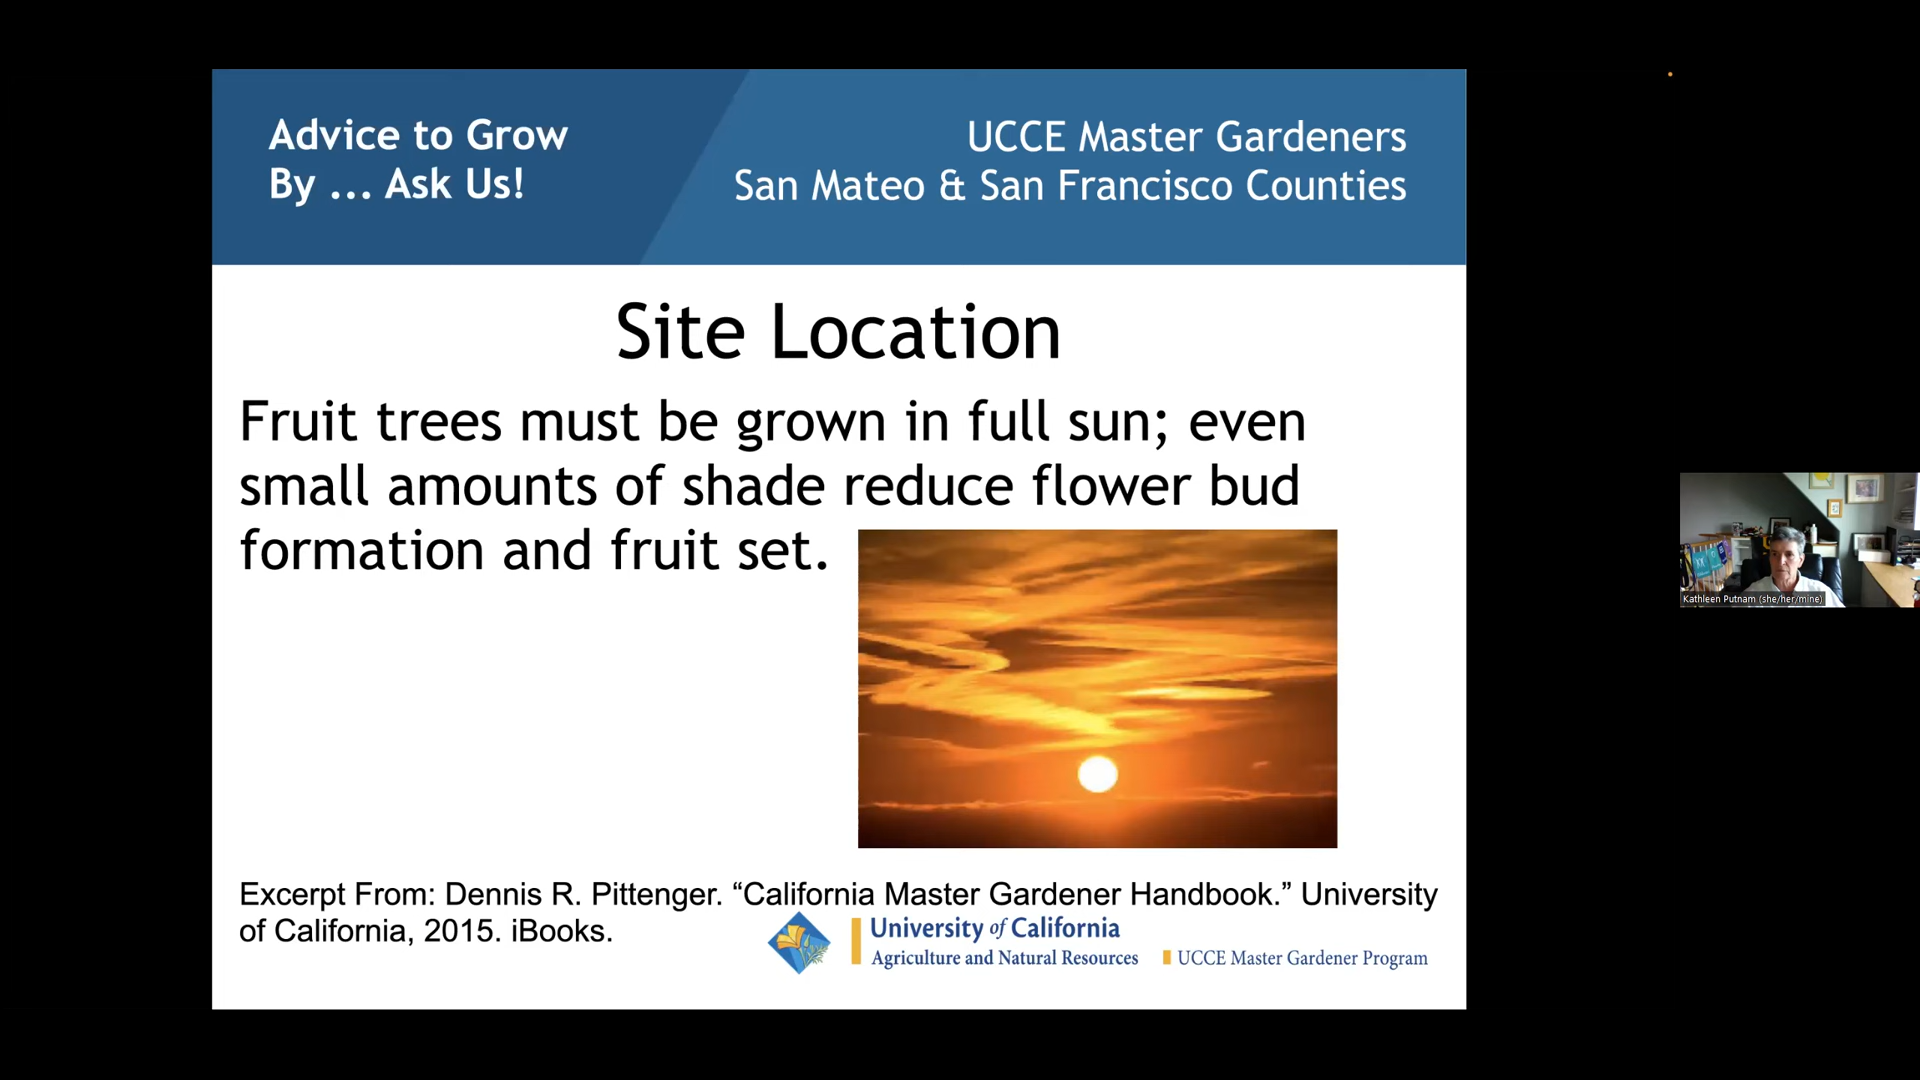 Advice to Grow
By ... Ask Us!
UCCE Master Gardeners
San Mateo & San Francisco Counties
Site Location
Fruit trees must be grown in full sun; even
small amounts of shade reduce flower bud
formation and fruit set.
Kathleen Putnam (she/her/mine)
Excerpt From: Dennis R. Pittenger. “California Master Gardener Handbook.” University
of California, 2015. iBooks.
University of California
Agriculture and Natural Resources
UCCE Master Gardener Program